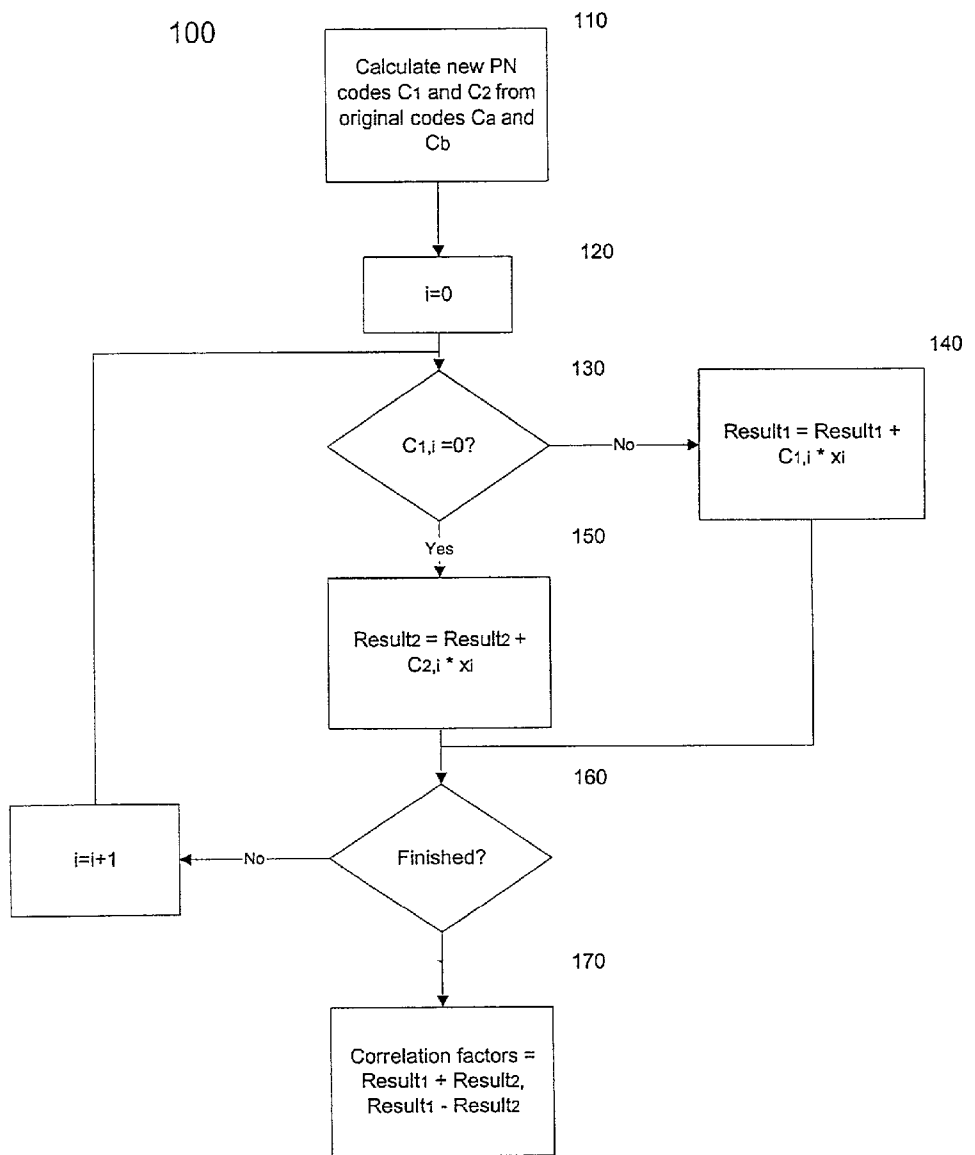 100
110
Calculate new PN
codes C1 and C2 from
original codes Ca and
Cb
120
i=0
130
C1,i =0?
No
140
Result1 = Result1 +
C1,i * xi
Yes
150
Result2 = Result2 +
C2,i * xi
160
Finished?
No
i=i+1
170
Correlation factors =
Result1 + Result2,
Result1 - Result2